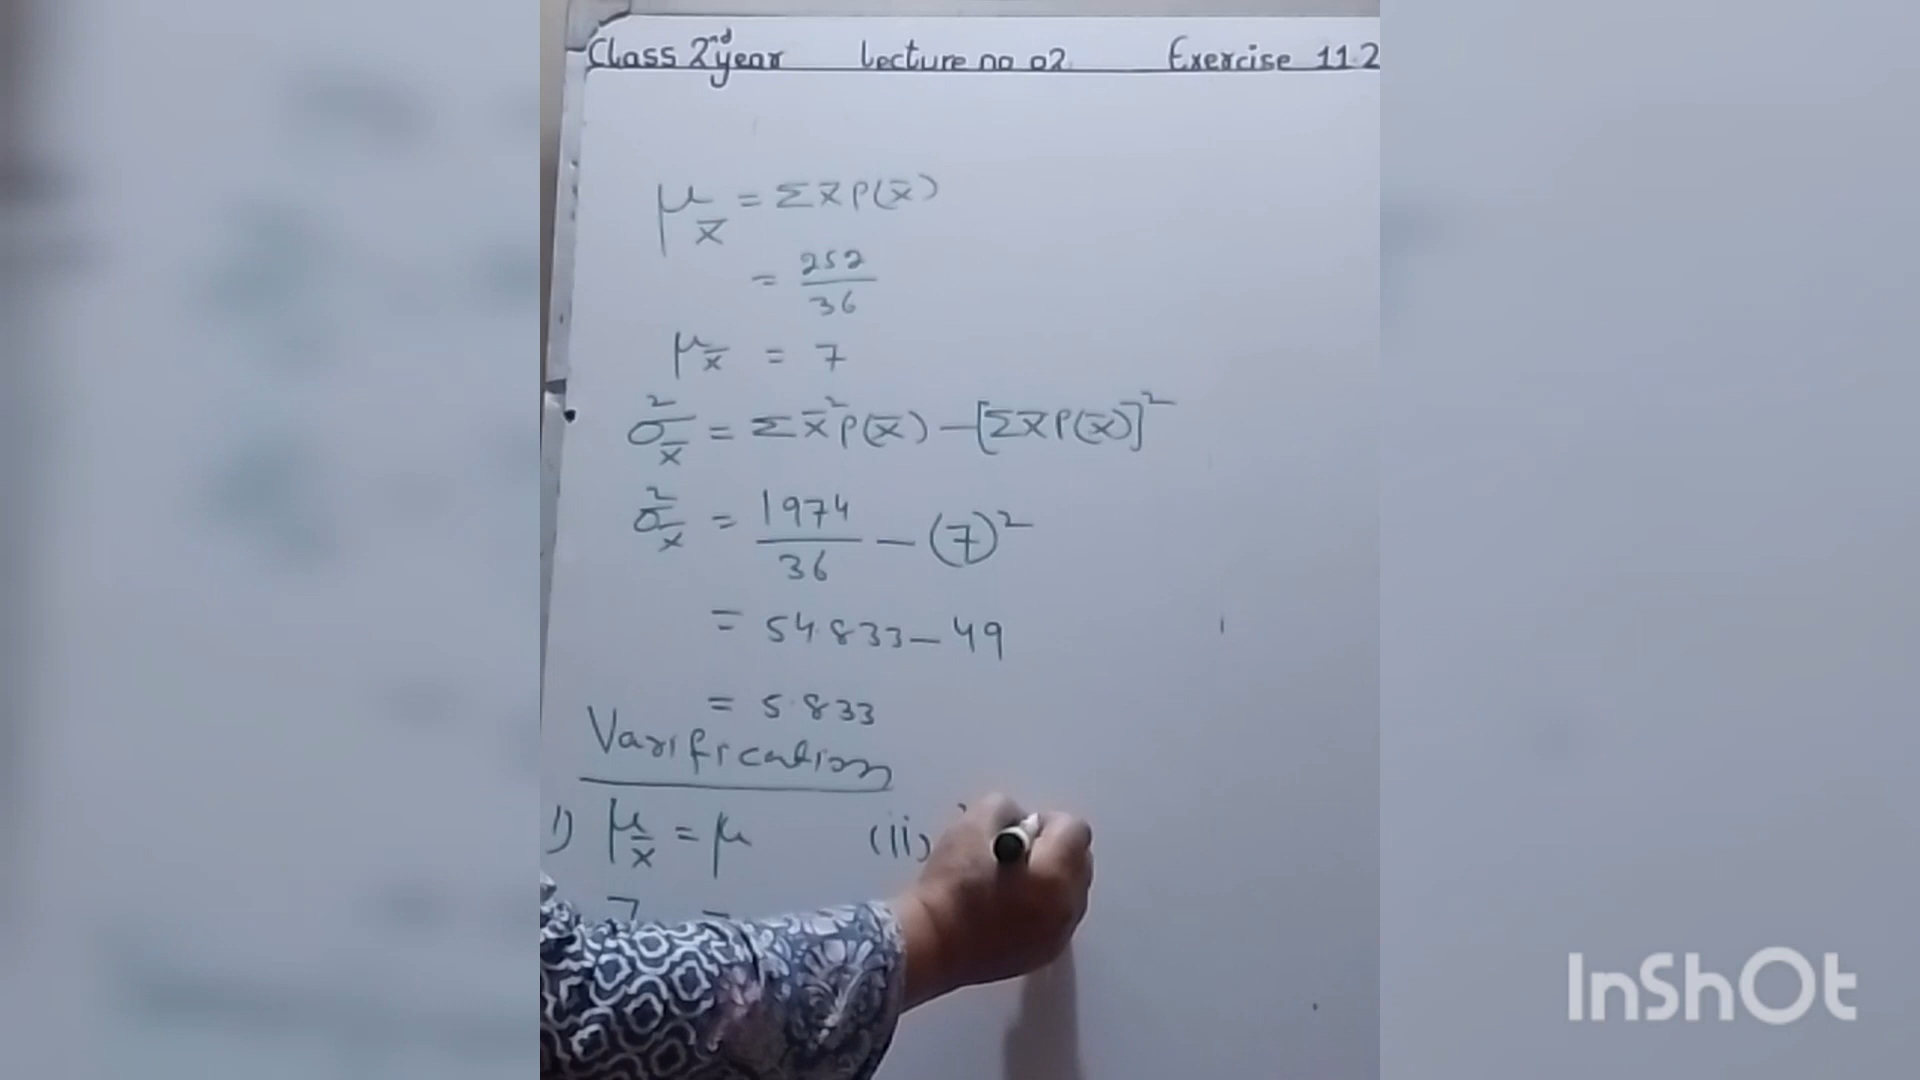 Class 2nd year Lecture no 02 Exercise 11.2
μx̄ = Σx̄P(x̄)
= 252/36
μx̄ = 7
σ²x̄ = Σx̄²P(x̄) - [Σx̄P(x̄)]²
σ²x̄ = 1974/36 - (7)²
= 54.833 - 49
= 5.833
Varification
i) μx̄ = μ (ii)
7
InShOt